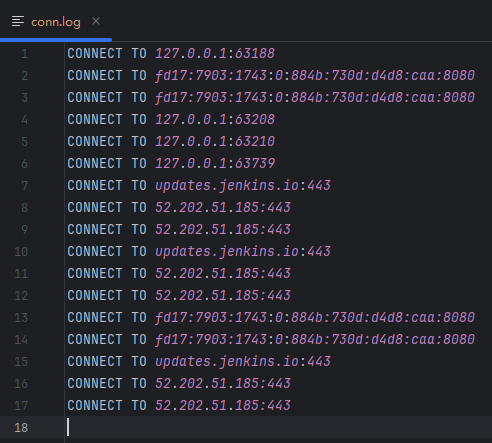 conn.log
1 CONNECT TO 127.0.0.1:63188
2 CONNECT TO fd17:7903:1743:0:884b:730d:d4d8:caa:8080
3 CONNECT TO fd17:7903:1743:0:884b:730d:d4d8:caa:8080
4 CONNECT TO 127.0.0.1:63208
5 CONNECT TO 127.0.0.1:63210
6 CONNECT TO 127.0.0.1:63739
7 CONNECT TO updates.jenkins.io:443
8 CONNECT TO 52.202.51.185:443
9 CONNECT TO 52.202.51.185:443
10 CONNECT TO updates.jenkins.io:443
11 CONNECT TO 52.202.51.185:443
12 CONNECT TO 52.202.51.185:443
13 CONNECT TO fd17:7903:1743:0:884b:730d:d4d8:caa:8080
14 CONNECT TO fd17:7903:1743:0:884b:730d:d4d8:caa:8080
15 CONNECT TO updates.jenkins.io:443
16 CONNECT TO 52.202.51.185:443
17 CONNECT TO 52.202.51.185:443
18